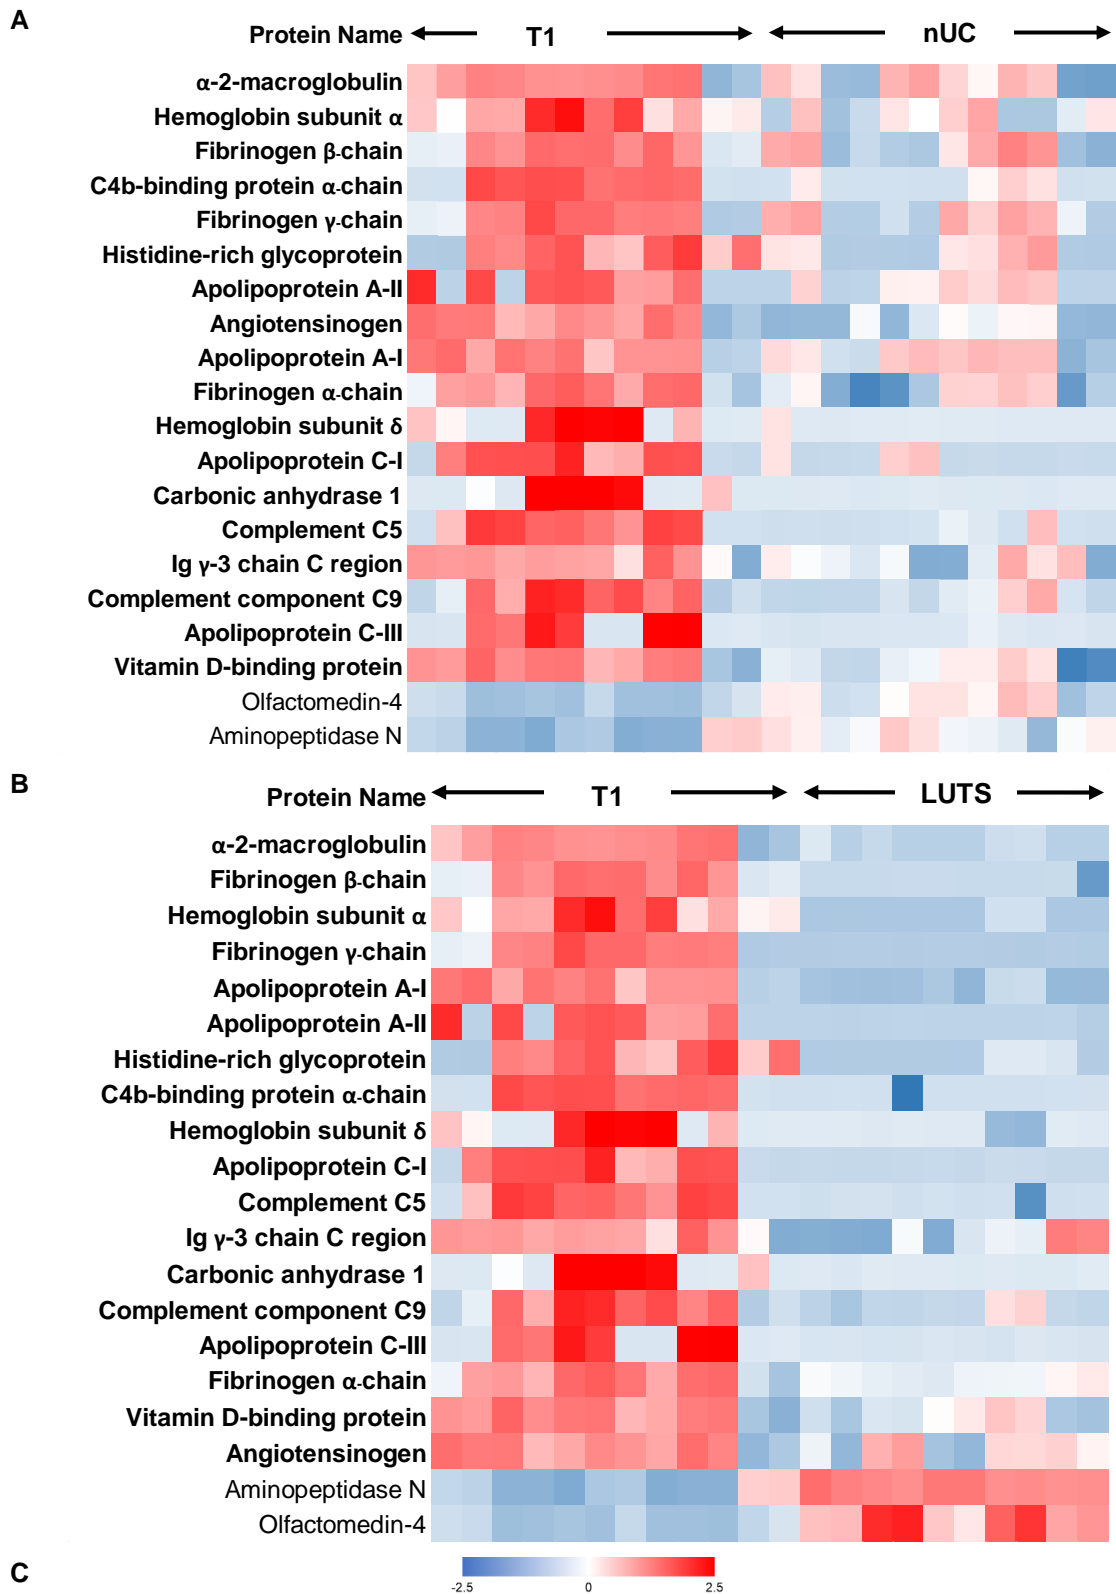 A
Protein Name T1 nUC
α-2-macroglobulin
Hemoglobin subunit α
Fibrinogen β-chain
C4b-binding protein α-chain
Fibrinogen γ-chain
Histidine-rich glycoprotein
Apolipoprotein A-II
Angiotensinogen
Apolipoprotein A-I
Fibrinogen α-chain
Hemoglobin subunit δ
Apolipoprotein C-I
Carbonic anhydrase 1
Complement C5
Ig γ-3 chain C region
Complement component C9
Apolipoprotein C-III
Vitamin D-binding protein
Olfactomedin-4
Aminopeptidase N
B
Protein Name T1 LUTS
α-2-macroglobulin
Fibrinogen β-chain
Hemoglobin subunit α
Fibrinogen γ-chain
Apolipoprotein A-I
Apolipoprotein A-II
Histidine-rich glycoprotein
C4b-binding protein α-chain
Hemoglobin subunit δ
Apolipoprotein C-I
Complement C5
Ig γ-3 chain C region
Carbonic anhydrase 1
Complement component C9
Apolipoprotein C-III
Fibrinogen α-chain
Vitamin D-binding protein
Angiotensinogen
Aminopeptidase N
Olfactomedin-4
C
-2.5 0 2.5